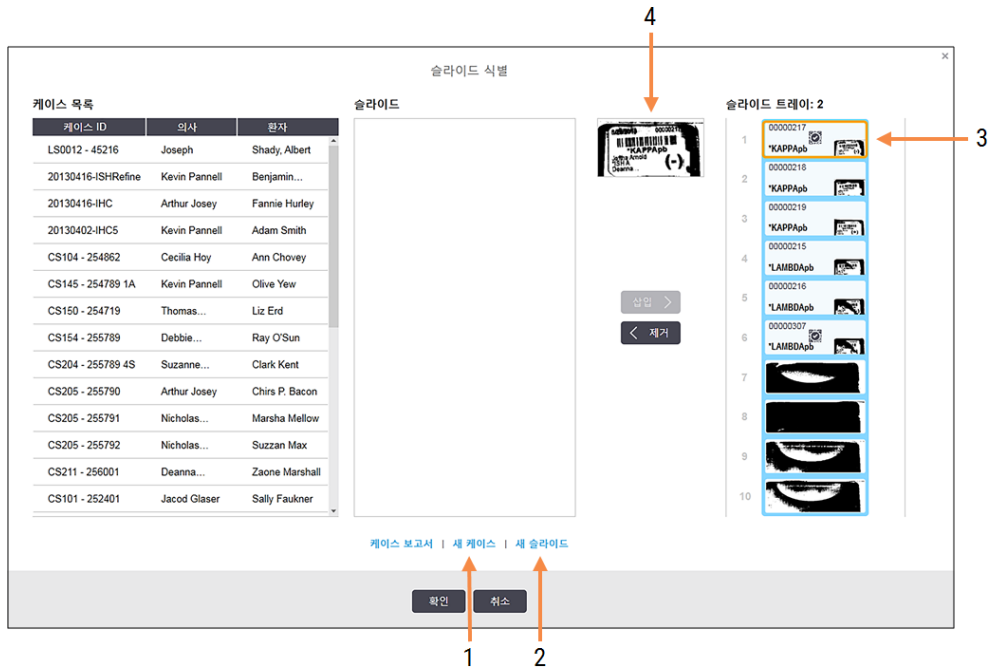 4
×
슬라이드 식별
케이스 목록
슬라이드
슬라이드 트레이: 2
케이스 ID 의사 환자
LS0012 - 45216 Joseph Shady, Albert
20130416-ISHRefine Kevin Pannell Benjamin...
20130416-IHC Arthur Josey Fannie Hurley
20130402-IHC5 Kevin Pannell Adam Smith
CS104 - 254862 Cecilia Hoy Ann Chovey
CS145 - 254789 1A Kevin Pannell Olive Yew
CS150 - 254719 Thomas... Liz Erd
CS154 - 255789 Debbie... Ray O'Sun
CS204 - 255789 4S Suzanne... Clark Kent
CS205 - 255790 Arthur Josey Chirs P. Bacon
CS205 - 255791 Nicholas... Marsha Mellow
CS205 - 255792 Nicholas... Suzzan Max
CS211 - 256001 Deanna... Zaone Marshall
CS101 - 252401 Jacod Glaser Sally Faukner
*KAPPApb
(-)
삽입 >
< 제거
1
00000217
*KAPPApb
3
2
00000218
*KAPPApb
3
00000219
*KAPPApb
4
00000215
*LAMBDApb
5
00000216
*LAMBDApb
6
00000307
*LAMBDApb
7
8
9
10
케이스 보고서 | 새 케이스 | 새 슬라이드
확인
취소
1
2